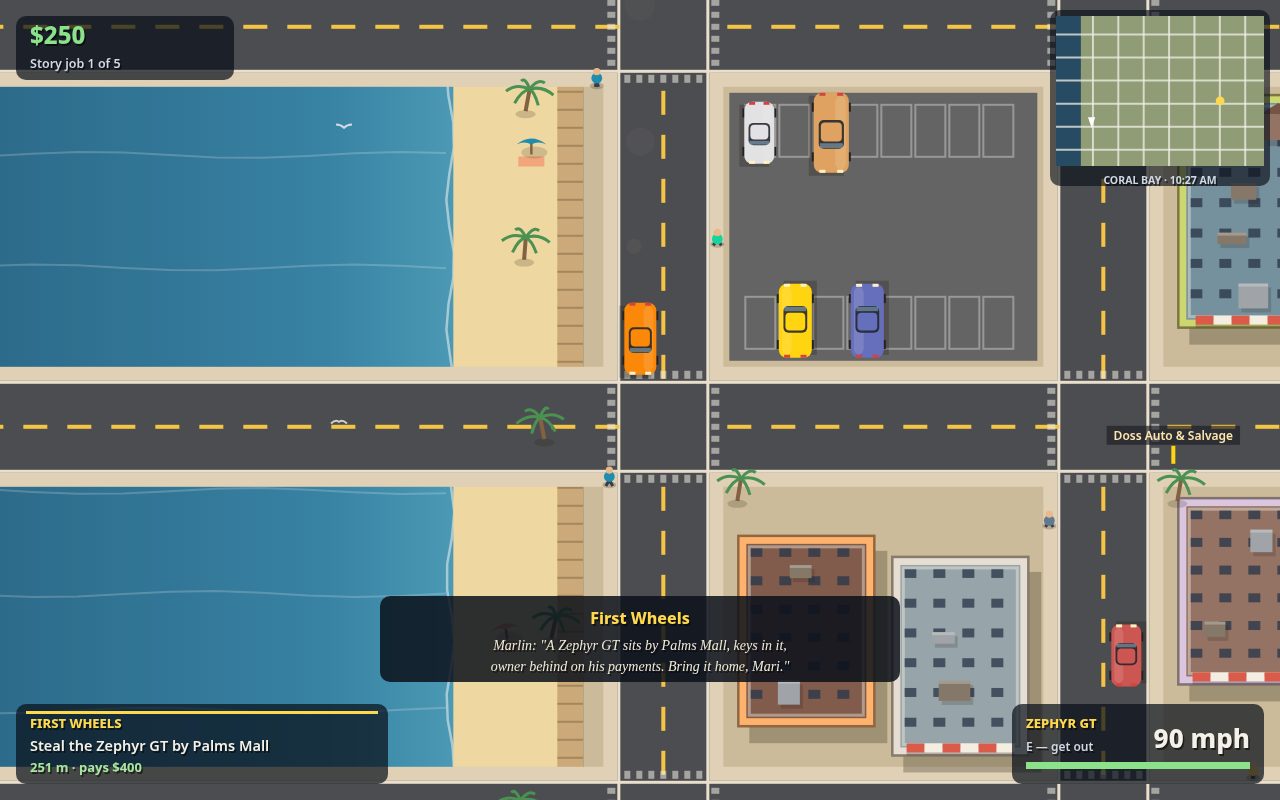 $250
Story job 1 of 5
CORAL BAY · 10:27 AM
Doss Auto & Salvage
First Wheels
Marlin: "A Zephyr GT sits by Palms Mall, keys in it,
owner behind on his payments. Bring it home, Mari."
FIRST WHEELS
Steal the Zephyr GT by Palms Mall
251 m · pays $400
ZEPHYR GT
E — get out
90 mph